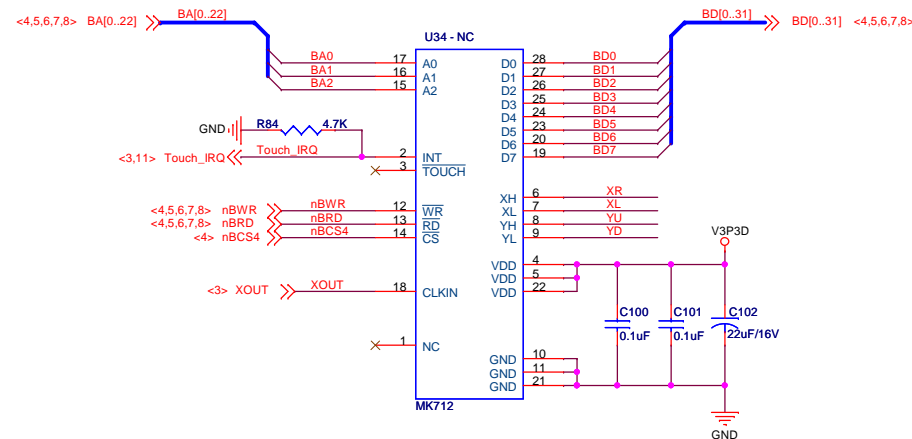 <4,5,6,7,8> BA[0..22] BA[0..22] BD[0..31] BD[0..31] <4,5,6,7,8>
U34 - NC
BA0 17 A0 D0 28 BD0
BA1 16 A1 D1 27 BD1
BA2 15 A2 D2 26 BD2
D3 25 BD3
D4 24 BD4
GND R84 4.7K D5 23 BD5
D6 20 BD6
<3,11> Touch_IRQ Touch_IRQ 2 INT D7 19 BD7
3 TOUCH
XH 6 XR
<4,5,6,7,8> nBWR nBWR 12 WR XL 7 XL
<4,5,6,7,8> nBRD nBRD 13 RD YH 8 YU
<4> nBCS4 nBCS4 14 CS YL 9 YD
V3P3D
VDD 4
VDD 5
<3> XOUT XOUT 18 CLKIN VDD 22
C100 C101 C102
0.1uF 0.1uF 22uF/16V
1 NC
GND 10
GND 11
GND 21
MK712
GND